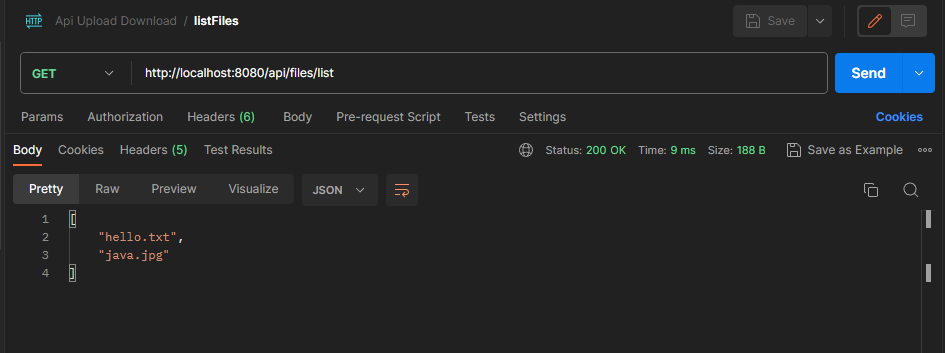 HTTP Api Upload Download / listFiles Save
GET http://localhost:8080/api/files/list Send
Params Authorization Headers (6) Body Pre-request Script Tests Settings Cookies
Body Cookies Headers (5) Test Results Status: 200 OK Time: 9 ms Size: 188 B Save as Example
Pretty Raw Preview Visualize JSON
1 [
2 "hello.txt",
3 "java.jpg"
4 ]